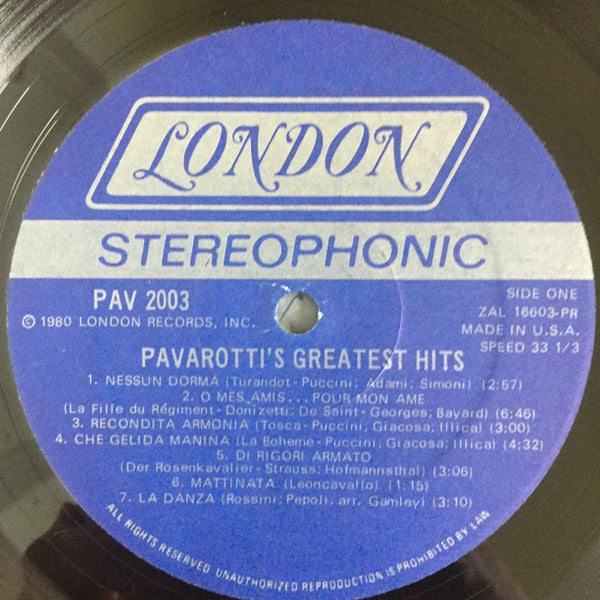 LONDON
STEREOPHONIC
PAV 2003
© 1980 LONDON RECORDS, INC.
SIDE ONE
ZAL 16603-PR
MADE IN U.S.A.
SPEED 33 1/3
PAVAROTTI'S GREATEST HITS
1. NESSUN DORMA (Turandot-Puccini; Adami; Simoni) (2:57)
2. O MES AMIS...POUR MON AME
(La Fille du Régiment - Donizetti; De Saint-Georges; Bayard) (6:46)
3. RECONDITA ARMONIA (Tosca-Puccini; Giacosa; Illica) (3:00)
4. CHE GELIDA MANINA (La Boheme-Puccini; Giacosa; Illica) (4:32)
5. DI RIGORI ARMATO
(Der Rosenkavalier-Strauss; Hofmannsthal) (3:06)
6. MATTINATA (Leoncavallo) (1:15)
7. LA DANZA (Rossini; Pepoli; arr. Gamley) (3:10)
ALL RIGHTS RESERVED UNAUTHORIZED REPRODUCTION IS PROHIBITED BY LAW